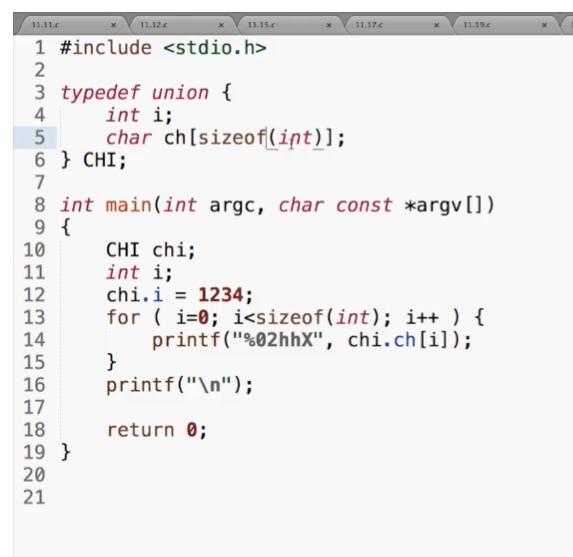 11.11.c × 11.12.c × 11.15.c × 11.17.c × 11.19.c ×
1 #include <stdio.h>
2
3 typedef union {
4     int i;
5     char ch[sizeof(int)];
6 } CHI;
7
8 int main(int argc, char const *argv[])
9 {
10     CHI chi;
11     int i;
12     chi.i = 1234;
13     for ( i=0; i<sizeof(int); i++ ) {
14         printf("%02hhX", chi.ch[i]);
15     }
16     printf("\n");
17
18     return 0;
19 }
20
21